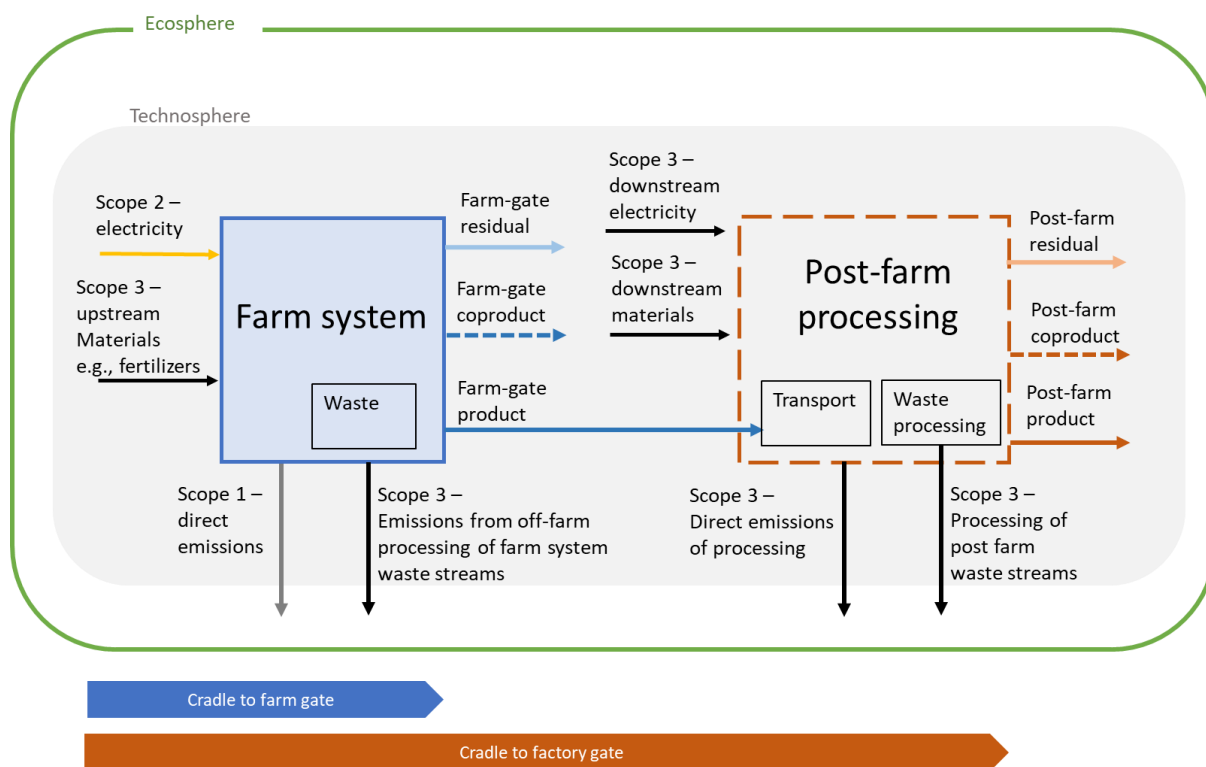 Ecosphere
Technosphere
Scope 2 –
electricity
Scope 3 –
upstream
Materials
e.g., fertilizers
Farm system
Waste
Farm-gate
residual
Farm-gate
coproduct
Farm-gate
product
Scope 3 –
downstream
electricity
Scope 3 –
downstream
materials
Post-farm
processing
Transport
Waste
processing
Post-farm
residual
Post-farm
coproduct
Post-farm
product
Scope 1 –
direct
emissions
Scope 3 –
Emissions from off-farm
processing of farm system
waste streams
Scope 3 –
Direct emissions
of processing
Scope 3 –
Processing of
post farm
waste streams
Cradle to farm gate
Cradle to factory gate